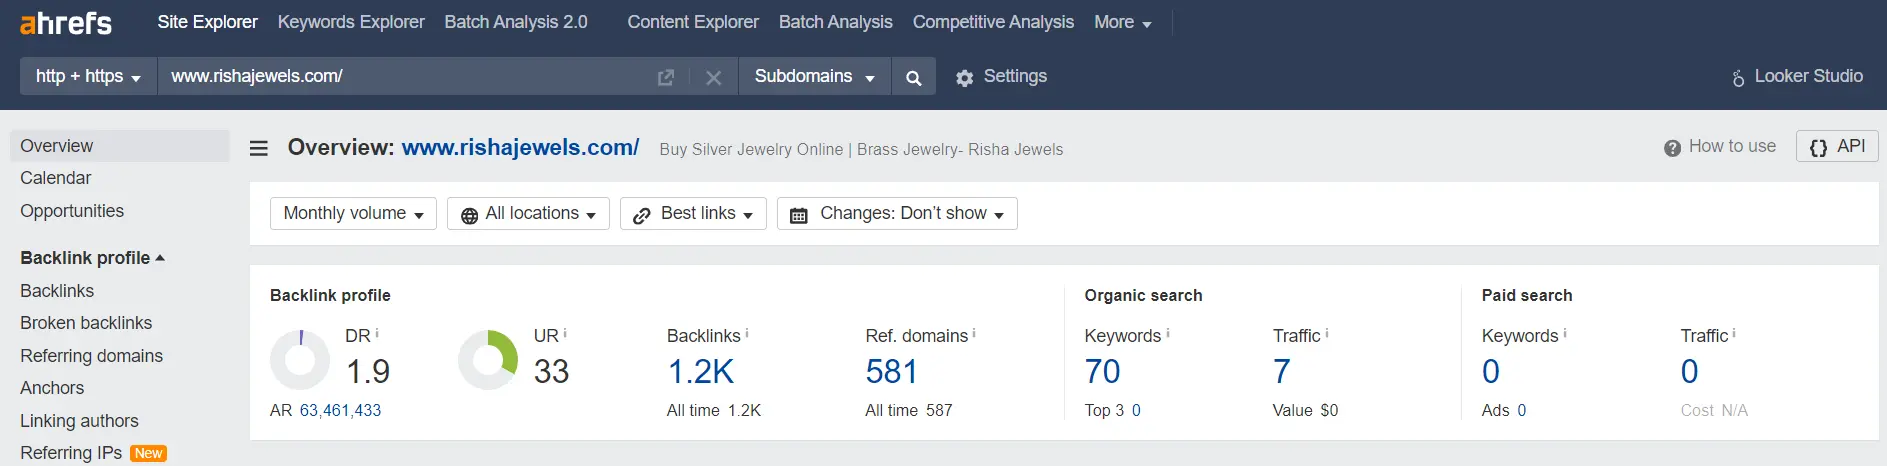 ahrefs Site Explorer Keywords Explorer Batch Analysis 2.0 Content Explorer Batch Analysis Competitive Analysis More
http + https www.rishajewels.com/ Subdomains Settings Looker Studio
Overview
Calendar
Opportunities
Backlink profile
Backlinks
Broken backlinks
Referring domains
Anchors
Linking authors
Referring IPs New
Overview: www.rishajewels.com/ Buy Silver Jewelry Online | Brass Jewelry- Risha Jewels How to use {} API
Monthly volume All locations Best links Changes: Don't show
Backlink profile
DR i UR i Backlinks i Ref. domains i
1.9 33 1.2K 581
AR 63,461,433 All time 1.2K All time 587
Organic search
Keywords i Traffic i
70 7
Top 3 0 Value $0
Paid search
Keywords i Traffic i
0 0
Ads 0 Cost N/A